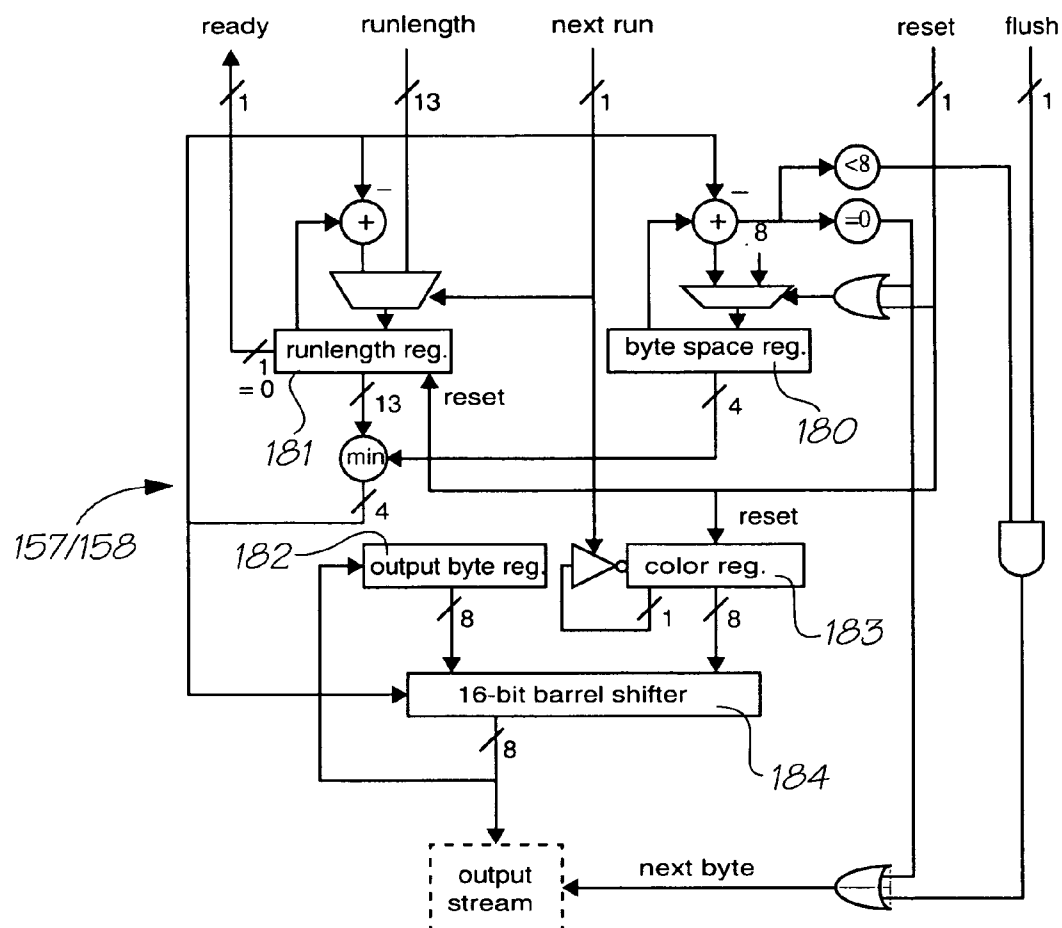 ready runlength next run reset flush
1 13 1 1 1
− −
<8
+ + =0
8
runlength reg. byte space reg.
1
= 0
13 reset 4
181 180
min
4
157/158 reset
182
output byte reg. color reg.
8 1 8
183
16-bit barrel shifter
8
184
next byte
output
stream